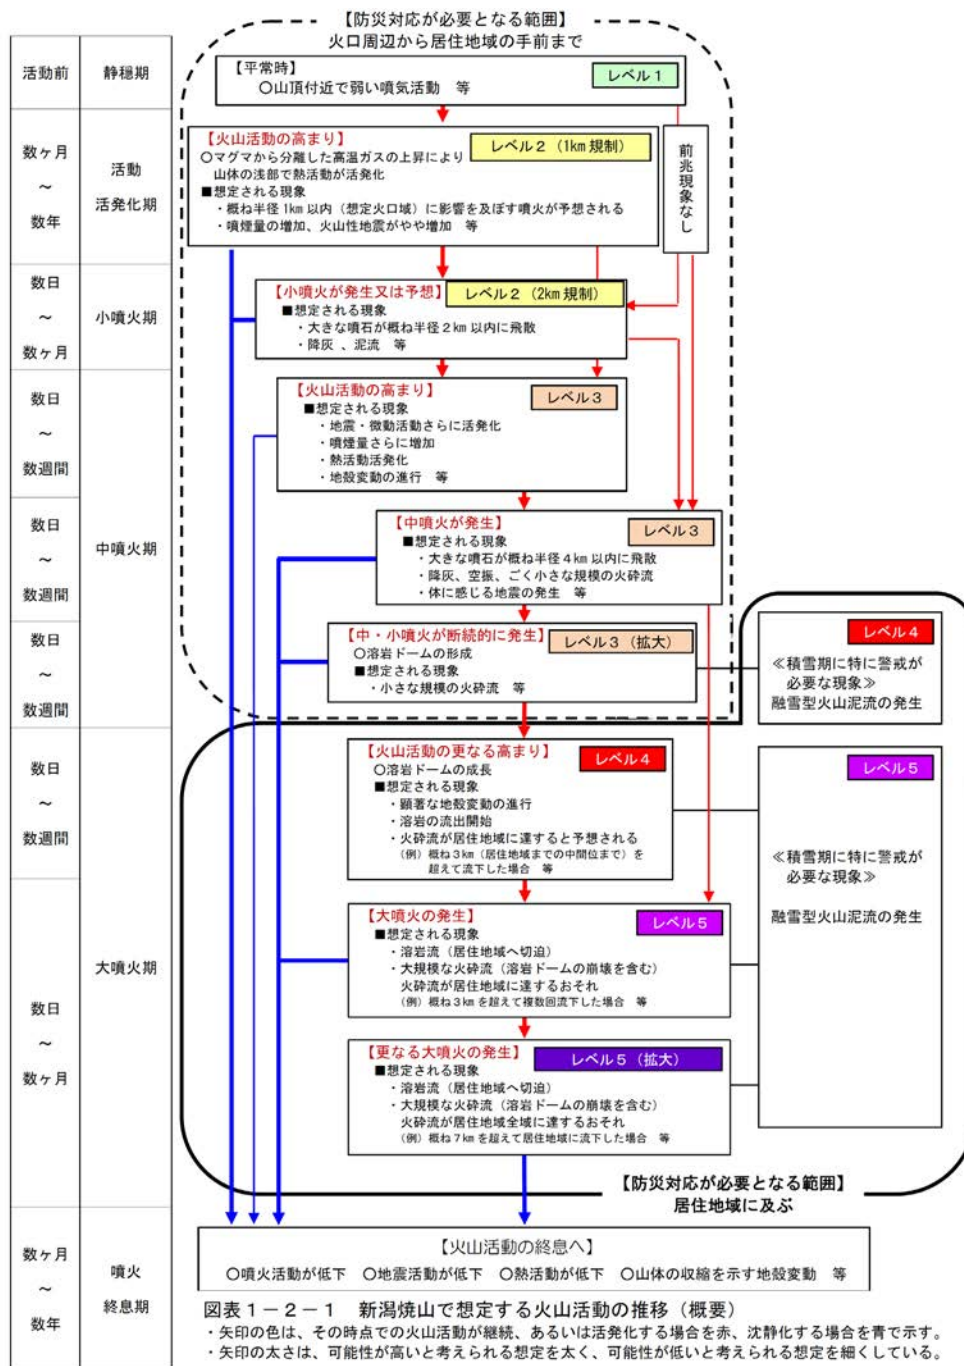 【防災対応が必要となる範囲】
火口周辺から居住地域の手前まで
活動前
静穏期
【平常時】
レベル1
○山頂付近で弱い噴気活動 等
数ヶ月
～
数年
活動
活発化期
【火山活動の高まり】
レベル2(1km規制)
○マグマから分離した高温ガスの上昇により
山体の浅部で熱活動が活発化
■想定される現象
・概ね半径1km以内(想定火口域)に影響を及ぼす噴火が予想される
・噴煙量の増加、火山性地震がやや増加 等
前兆現象なし
数日
～
数ヶ月
小噴火期
【小噴火が発生又は予想】
レベル2(2km規制)
■想定される現象
・大きな噴石が概ね半径2km以内に飛散
・降灰 、泥流 等
数日
～
数週間
中噴火期
【火山活動の高まり】
レベル3
■想定される現象
・地震・微動活動さらに活発化
・噴煙量さらに増加
・熱活動活発化
・地殻変動の進行 等
数日
～
数週間
【中噴火が発生】
レベル3
■想定される現象
・大きな噴石が概ね半径4km以内に飛散
・降灰、空振、ごく小さな規模の火砕流
・体に感じる地震の発生 等
数日
～
数週間
【中・小噴火が断続的に発生】
レベル3(拡大)
○溶岩ドームの形成
■想定される現象
・小さな規模の火砕流 等
レベル4
≪積雪期に特に警戒が
必要な現象≫
融雪型火山泥流の発生
数日
～
数週間
大噴火期
【火山活動の更なる高まり】
レベル4
○溶岩ドームの成長
■想定される現象
・顕著な地殻変動の進行
・溶岩の流出開始
・火砕流が居住地域に達すると予想される
(例)概ね3km(居住地域までの中間位まで)を
超えて流下した場合 等
レベル5
≪積雪期に特に警戒が
必要な現象≫
融雪型火山泥流の発生
数日
～
数ヶ月
【大噴火の発生】
レベル5
■想定される現象
・溶岩流(居住地域へ切迫)
・大規模な火砕流(溶岩ドームの崩壊を含む)
火砕流が居住地域に達するおそれ
(例)概ね3kmを超えて複数回流下した場合 等
【更なる大噴火の発生】
レベル5(拡大)
■想定される現象
・溶岩流(居住地域へ切迫)
・大規模な火砕流(溶岩ドームの崩壊を含む)
火砕流が居住地域全域に達するおそれ
(例)概ね7kmを超えて居住地域に流下した場合 等
【防災対応が必要となる範囲】
居住地域に及ぶ
数ヶ月
～
数年
噴火
終息期
【火山活動の終息へ】
○噴火活動が低下 ○地震活動が低下 ○熱活動が低下 ○山体の収縮を示す地殻変動 等
図表1-2-1 新潟焼山で想定する火山活動の推移(概要)
・矢印の色は、その時点での火山活動が継続、あるいは活発化する場合を赤、沈静化する場合を青で示す。
・矢印の太さは、可能性が高いと考えられる想定を太く、可能性が低いと考えられる想定を細くしている。